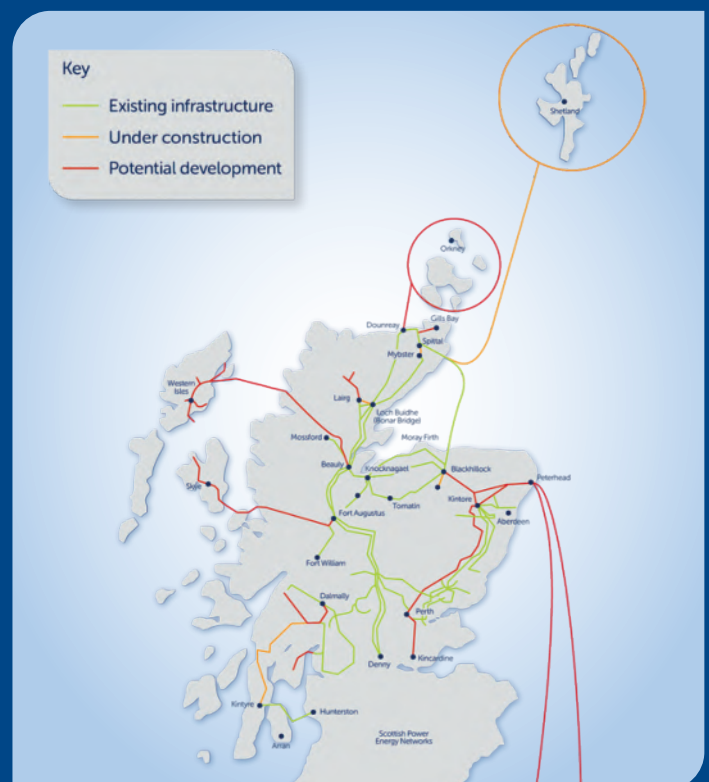 Key
Existing infrastructure
Under construction
Potential development
Shetland
Orkney
Dounreay
Gills Bay
Spittal
Mybster
Western
Isles
Lairg
Loch Buidhe
(Bonar Bridge)
Mossford
Moray Firth
Beauly
Knocknagael
Blackhillock
Peterhead
Skye
Kintore
Tomatin
Fort Augustus
Aberdeen
Fort William
Dalmally
Perth
Denny
Kincardine
Kintyre
Hunterston
Arran
Scottish Power
Energy Networks